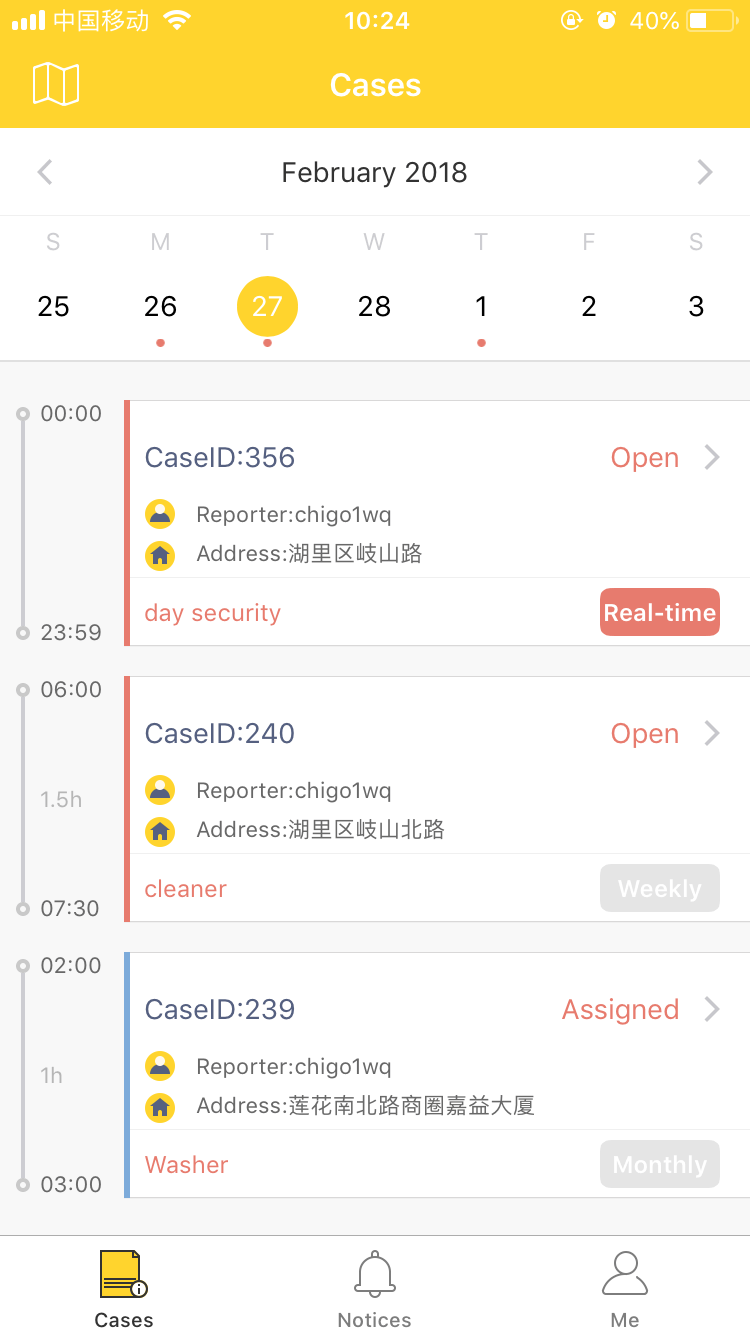 中国移动 10:24 40%
Cases
February 2018
S M T W T F S
25 26 27 28 1 2 3
00:00
CaseID:356 Open
Reporter:chigo1wq
Address:湖里区岐山路
day security Real-time
23:59
06:00
CaseID:240 Open
Reporter:chigo1wq
1.5h
Address:湖里区岐山北路
cleaner Weekly
07:30
02:00
CaseID:239 Assigned
Reporter:chigo1wq
1h
Address:莲花南北路商圈嘉益大厦
Washer Monthly
03:00
Cases Notices Me